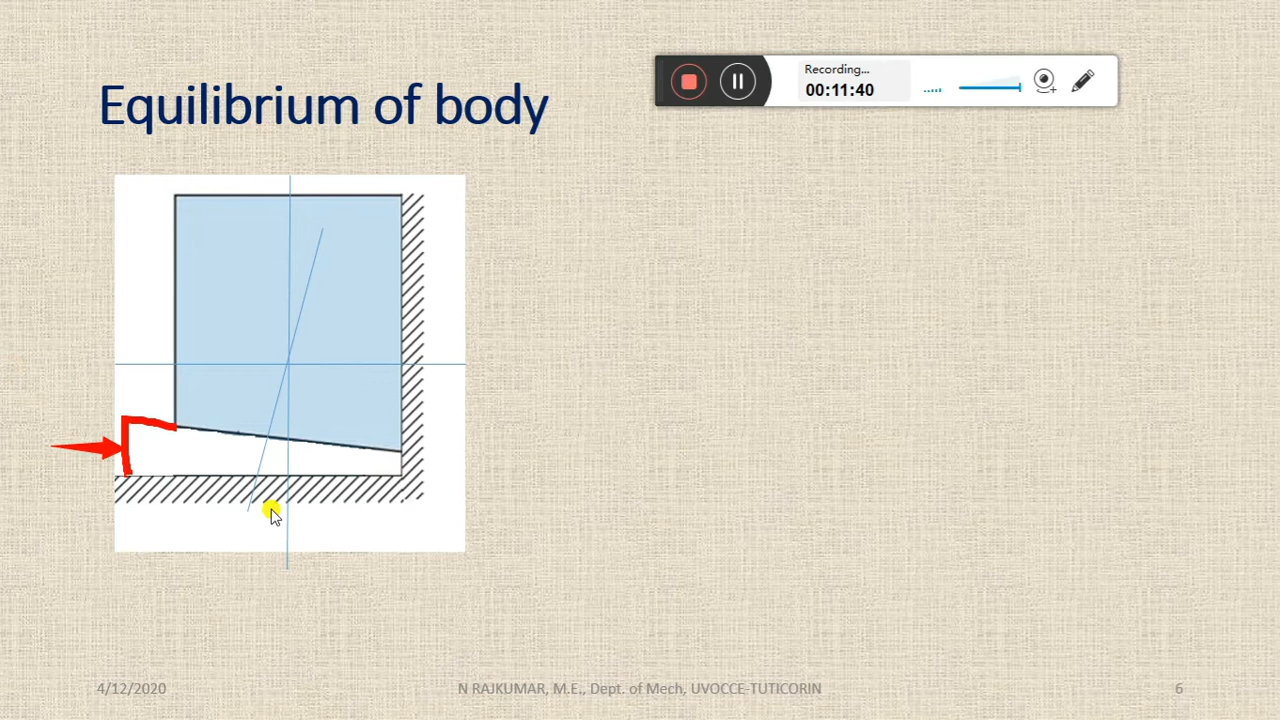 Recording...
00:11:40
Equilibrium of body
4/12/2020
N RAJKUMAR, M.E., Dept. of Mech, UVOCCE-TUTICORIN
6